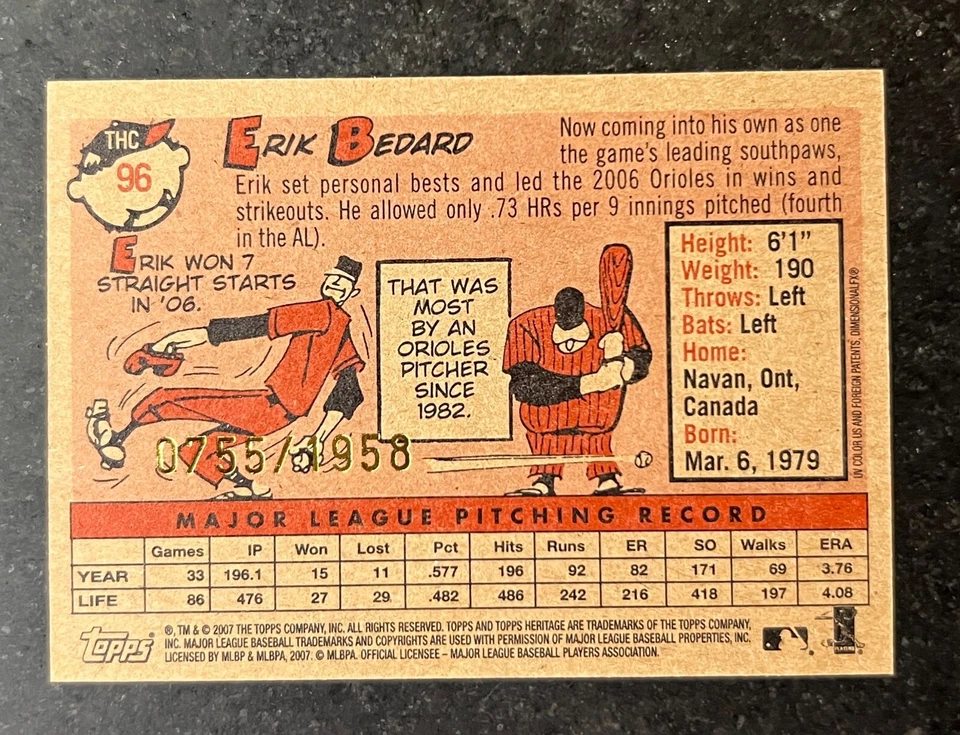 THC
96
ERIK BEDARD
Now coming into his own as one
the game's leading southpaws,
Erik set personal bests and led the 2006 Orioles in wins and
strikeouts. He allowed only .73 HRs per 9 innings pitched (fourth
in the AL).
ERIK WON 7
STRAIGHT STARTS
IN '06.
THAT WAS
MOST
BY AN
ORIOLES
PITCHER
SINCE
1982.
Height: 6'1"
Weight: 190
Throws: Left
Bats: Left
Home:
Navan, Ont,
Canada
Born:
Mar. 6, 1979
UV COLOR US AND FOREIGN PATENTS, DIMENSIONALFX®
0755/1958
MAJOR LEAGUE PITCHING RECORD
Games IP Won Lost Pct Hits Runs ER SO Walks ERA
YEAR 33 196.1 15 11 .577 196 92 82 171 69 3.76
LIFE 86 476 27 29 .482 486 242 216 418 197 4.08
topps
®, TM & © 2007 THE TOPPS COMPANY, INC. ALL RIGHTS RESERVED. TOPPS AND TOPPS HERITAGE ARE TRADEMARKS OF THE TOPPS COMPANY,
INC. MAJOR LEAGUE BASEBALL TRADEMARKS AND COPYRIGHTS ARE USED WITH PERMISSION OF MAJOR LEAGUE BASEBALL PROPERTIES, INC.
LICENSED BY MLBP & MLBPA, 2007. © MLBPA. OFFICIAL LICENSEE – MAJOR LEAGUE BASEBALL PLAYERS ASSOCIATION.
PLAYERS